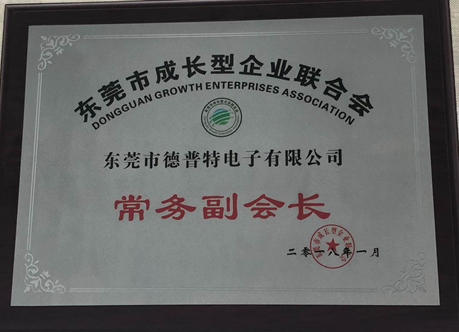 东莞市成长型企业联合会
DONGGUAN GROWTH ENTERPRISES ASSOCIATION
东莞市德普特电子有限公司
常务副会长
二〇一八年一月